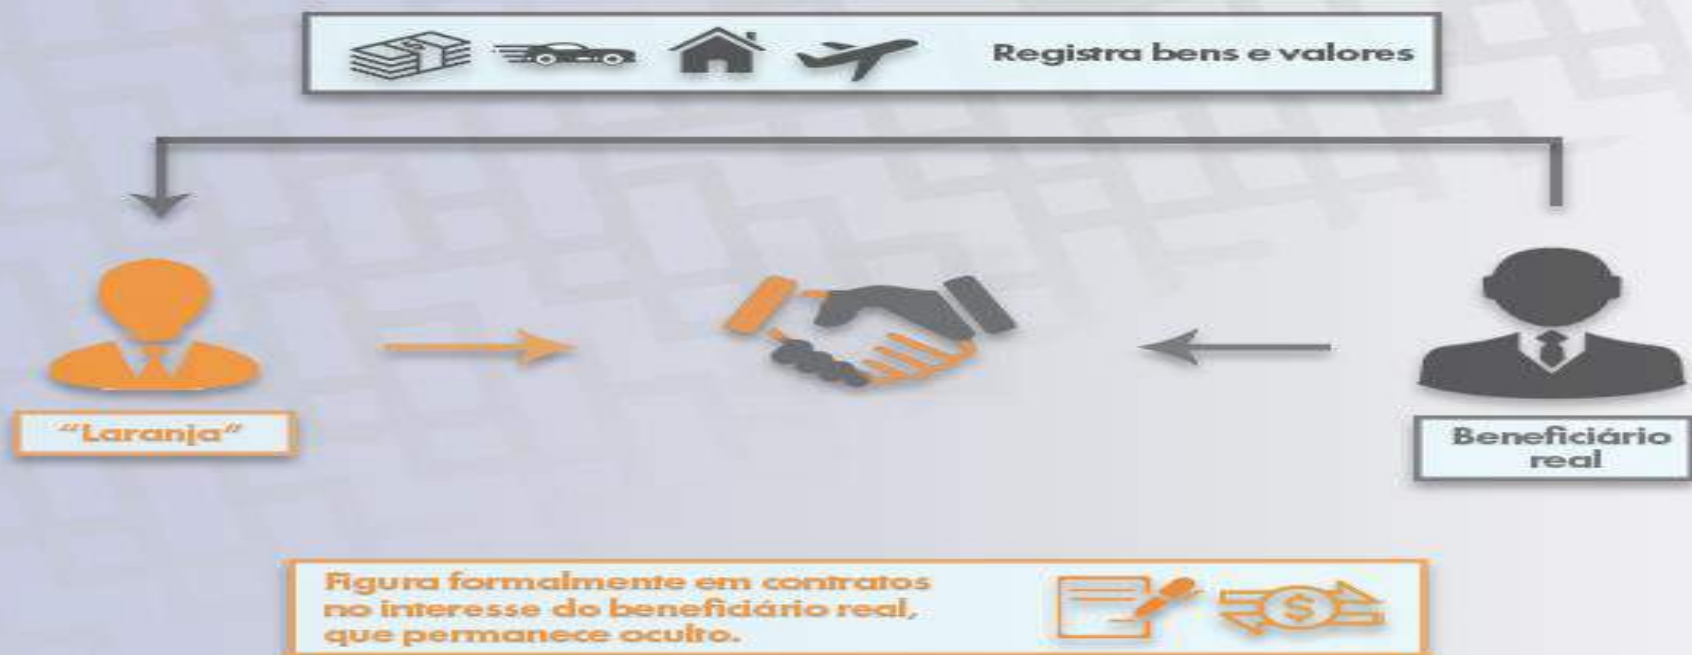 Registra bens e valores
"Laranja"
Beneficiário
real
Figura formalmente em contratos
no interesse do beneficiário real,
que permanece oculto.
$